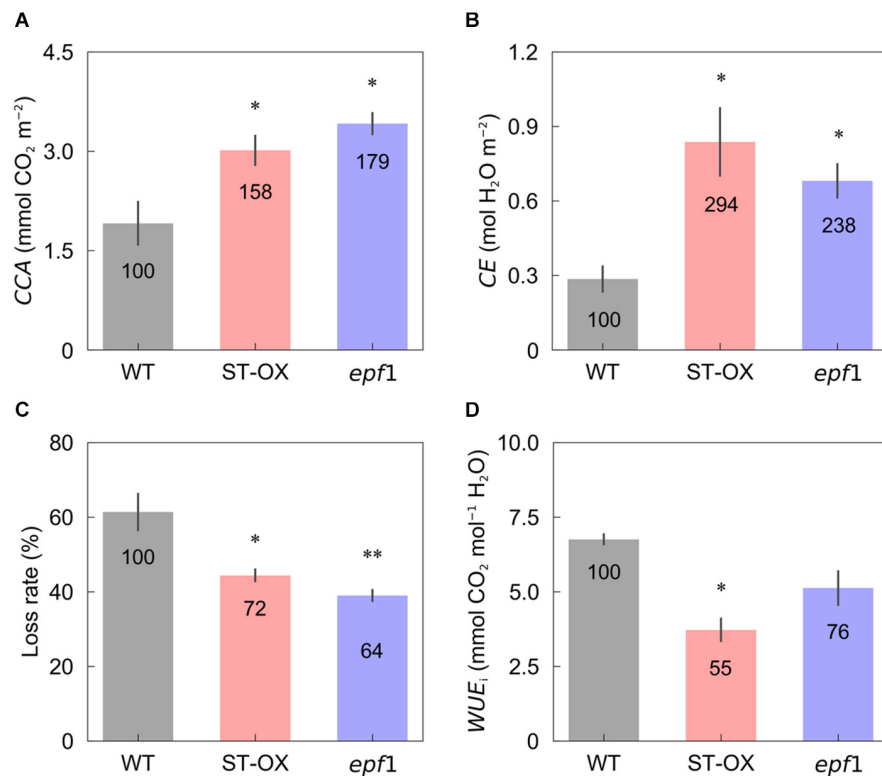 A
CCA (mmol CO₂ m⁻²)
4.5
3.0
1.5
0
100
*
158
*
179
WT
ST-OX
epf1
B
CE (mol H₂O m⁻²)
1.2
0.9
0.6
0.3
0
100
*
294
*
238
WT
ST-OX
epf1
C
Loss rate (%)
80
60
40
20
0
100
*
72
**
64
WT
ST-OX
epf1
D
WUEᵢ (mmol CO₂ mol⁻¹ H₂O)
10.0
7.5
5.0
2.5
0
100
*
55
76
WT
ST-OX
epf1